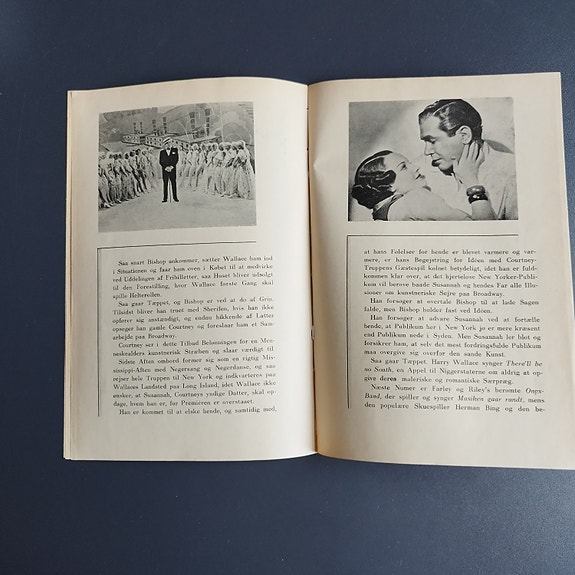 Saa snart Bishop ankommer, sætter Wallace ham ind
i Situationen og faar ham oven i Købet til at medvirke
ved Uddelingen af Fribilletter, saa Huset bliver udsolgt
til den Forestilling, hvor Wallace første Gang skal
spille Helterollen.
Saa gaar Tæppet, og Bishop er ved at dø af Grin.
Tilsidst bliver han truet med Sheriffen, hvis han ikke
opfører sig anstændigt, og endnu hikkende af Latter
opsøger han gamle Courtney og foreslaar ham et Sam-
arbejde paa Broadway.
Courtney ser i dette Tilbud Belønningen for en Men-
neskealders kunstnerisk Stræben og slaar værdigt til.
Sidste Aften ombord former sig som en rigtig Mis-
sissippi-Aften med Negersang og Negerdanse, og saa
rejser hele Truppen til New York og indkvarteres paa
Wallaces Landsted paa Long Island, idet Wallace ikke
ønsker, at Susannah, Courtneys yndige Datter, skal op-
dage, hvem han er, før Premieren er overstaaet.
Han er kommet til at elske hende, og samtidig med,
at hans Følelser for hende er blevet varmere og var-
mere, er hans Begejstring for Idéen med Courtney-
Truppens Gæstespil kølnet betydeligt, idet han er fuld-
kommen klar over, at det hjerteløse New Yorker-Publi-
kum vil berøve baade Susannah og hendes Far alle Illu-
sioner om kunstneriske Sejre paa Broadway.
Han forsøger at overtale Bishop til at lade Sagen
falde, men Bishop holder fast ved Idéen.
Han forsøger at advare Susannah ved at fortælle
hende, at Publikum her i New York jo er mere kræsent
end Publikum nede i Syden. Men Susannah ler blot og
forsikrer ham, at selv det mest fordringsfulde Publikum
maa overgive sig overfor den sande Kunst.
Saa gaar Tæppet. Harry Wallace synger There'll be
no South, en Appel til Niggerstaterne om aldrig at op-
give deres maleriske og romantiske Særpræg.
Næste Numer er Farley og Riley's berømte Onyx-
Band, der spiller og synger Musiken gaar rundt, mens
den populære Skuespiller Herman Bing og den be-